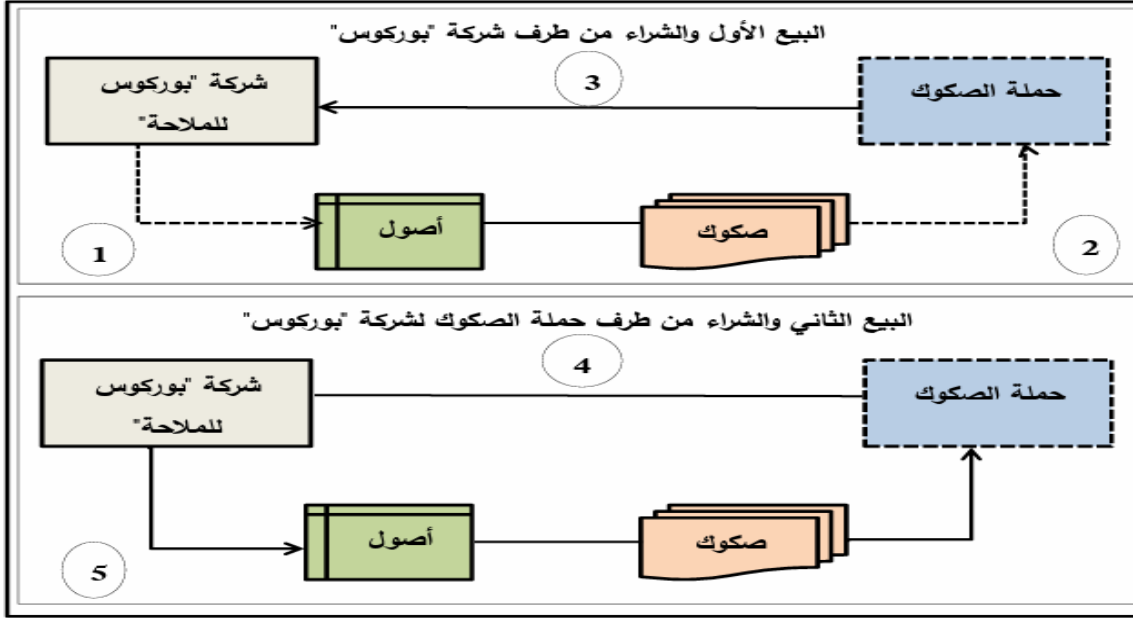 البيع الأول والشراء من طرف شركة "بوركوس"
شركة "بوركوس
للملاحة"
3
حملة الصكوك
أصول
صكوك
1
2
البيع الثاني والشراء من طرف حملة الصكوك لشركة "بوركوس"
4
شركة "بوركوس
للملاحة"
حملة الصكوك
أصول
صكوك
5